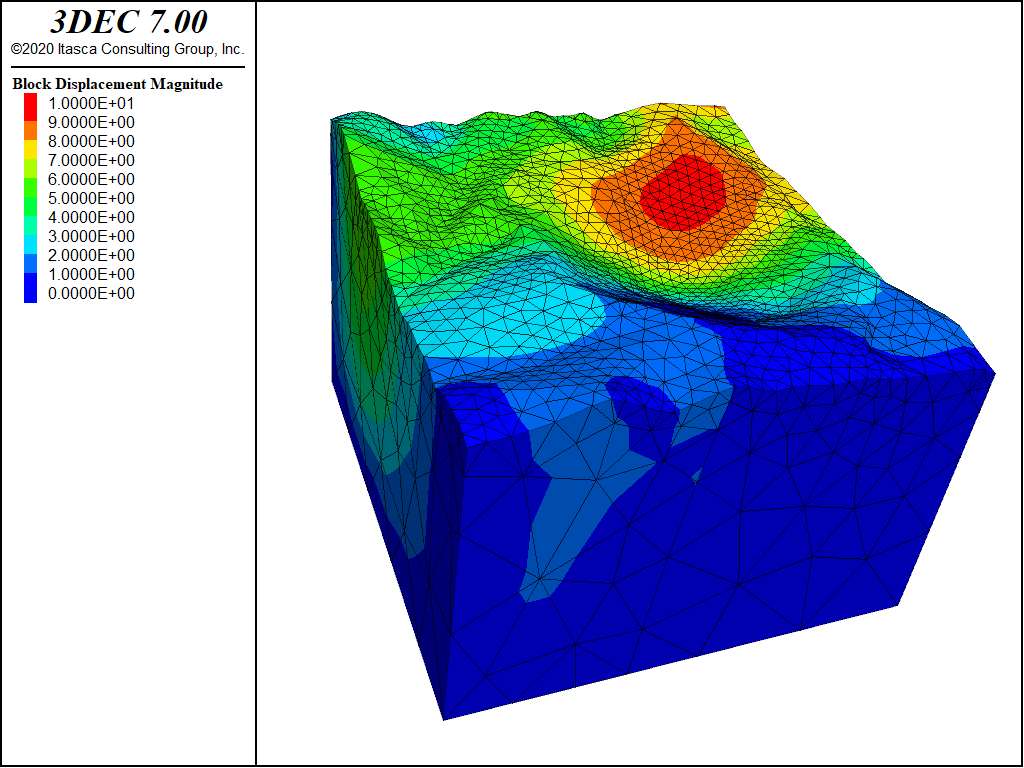 3DEC 7.00
©2020 Itasca Consulting Group, Inc.
Block Displacement Magnitude
1.0000E+01
9.0000E+00
8.0000E+00
7.0000E+00
6.0000E+00
5.0000E+00
4.0000E+00
3.0000E+00
2.0000E+00
1.0000E+00
0.0000E+00